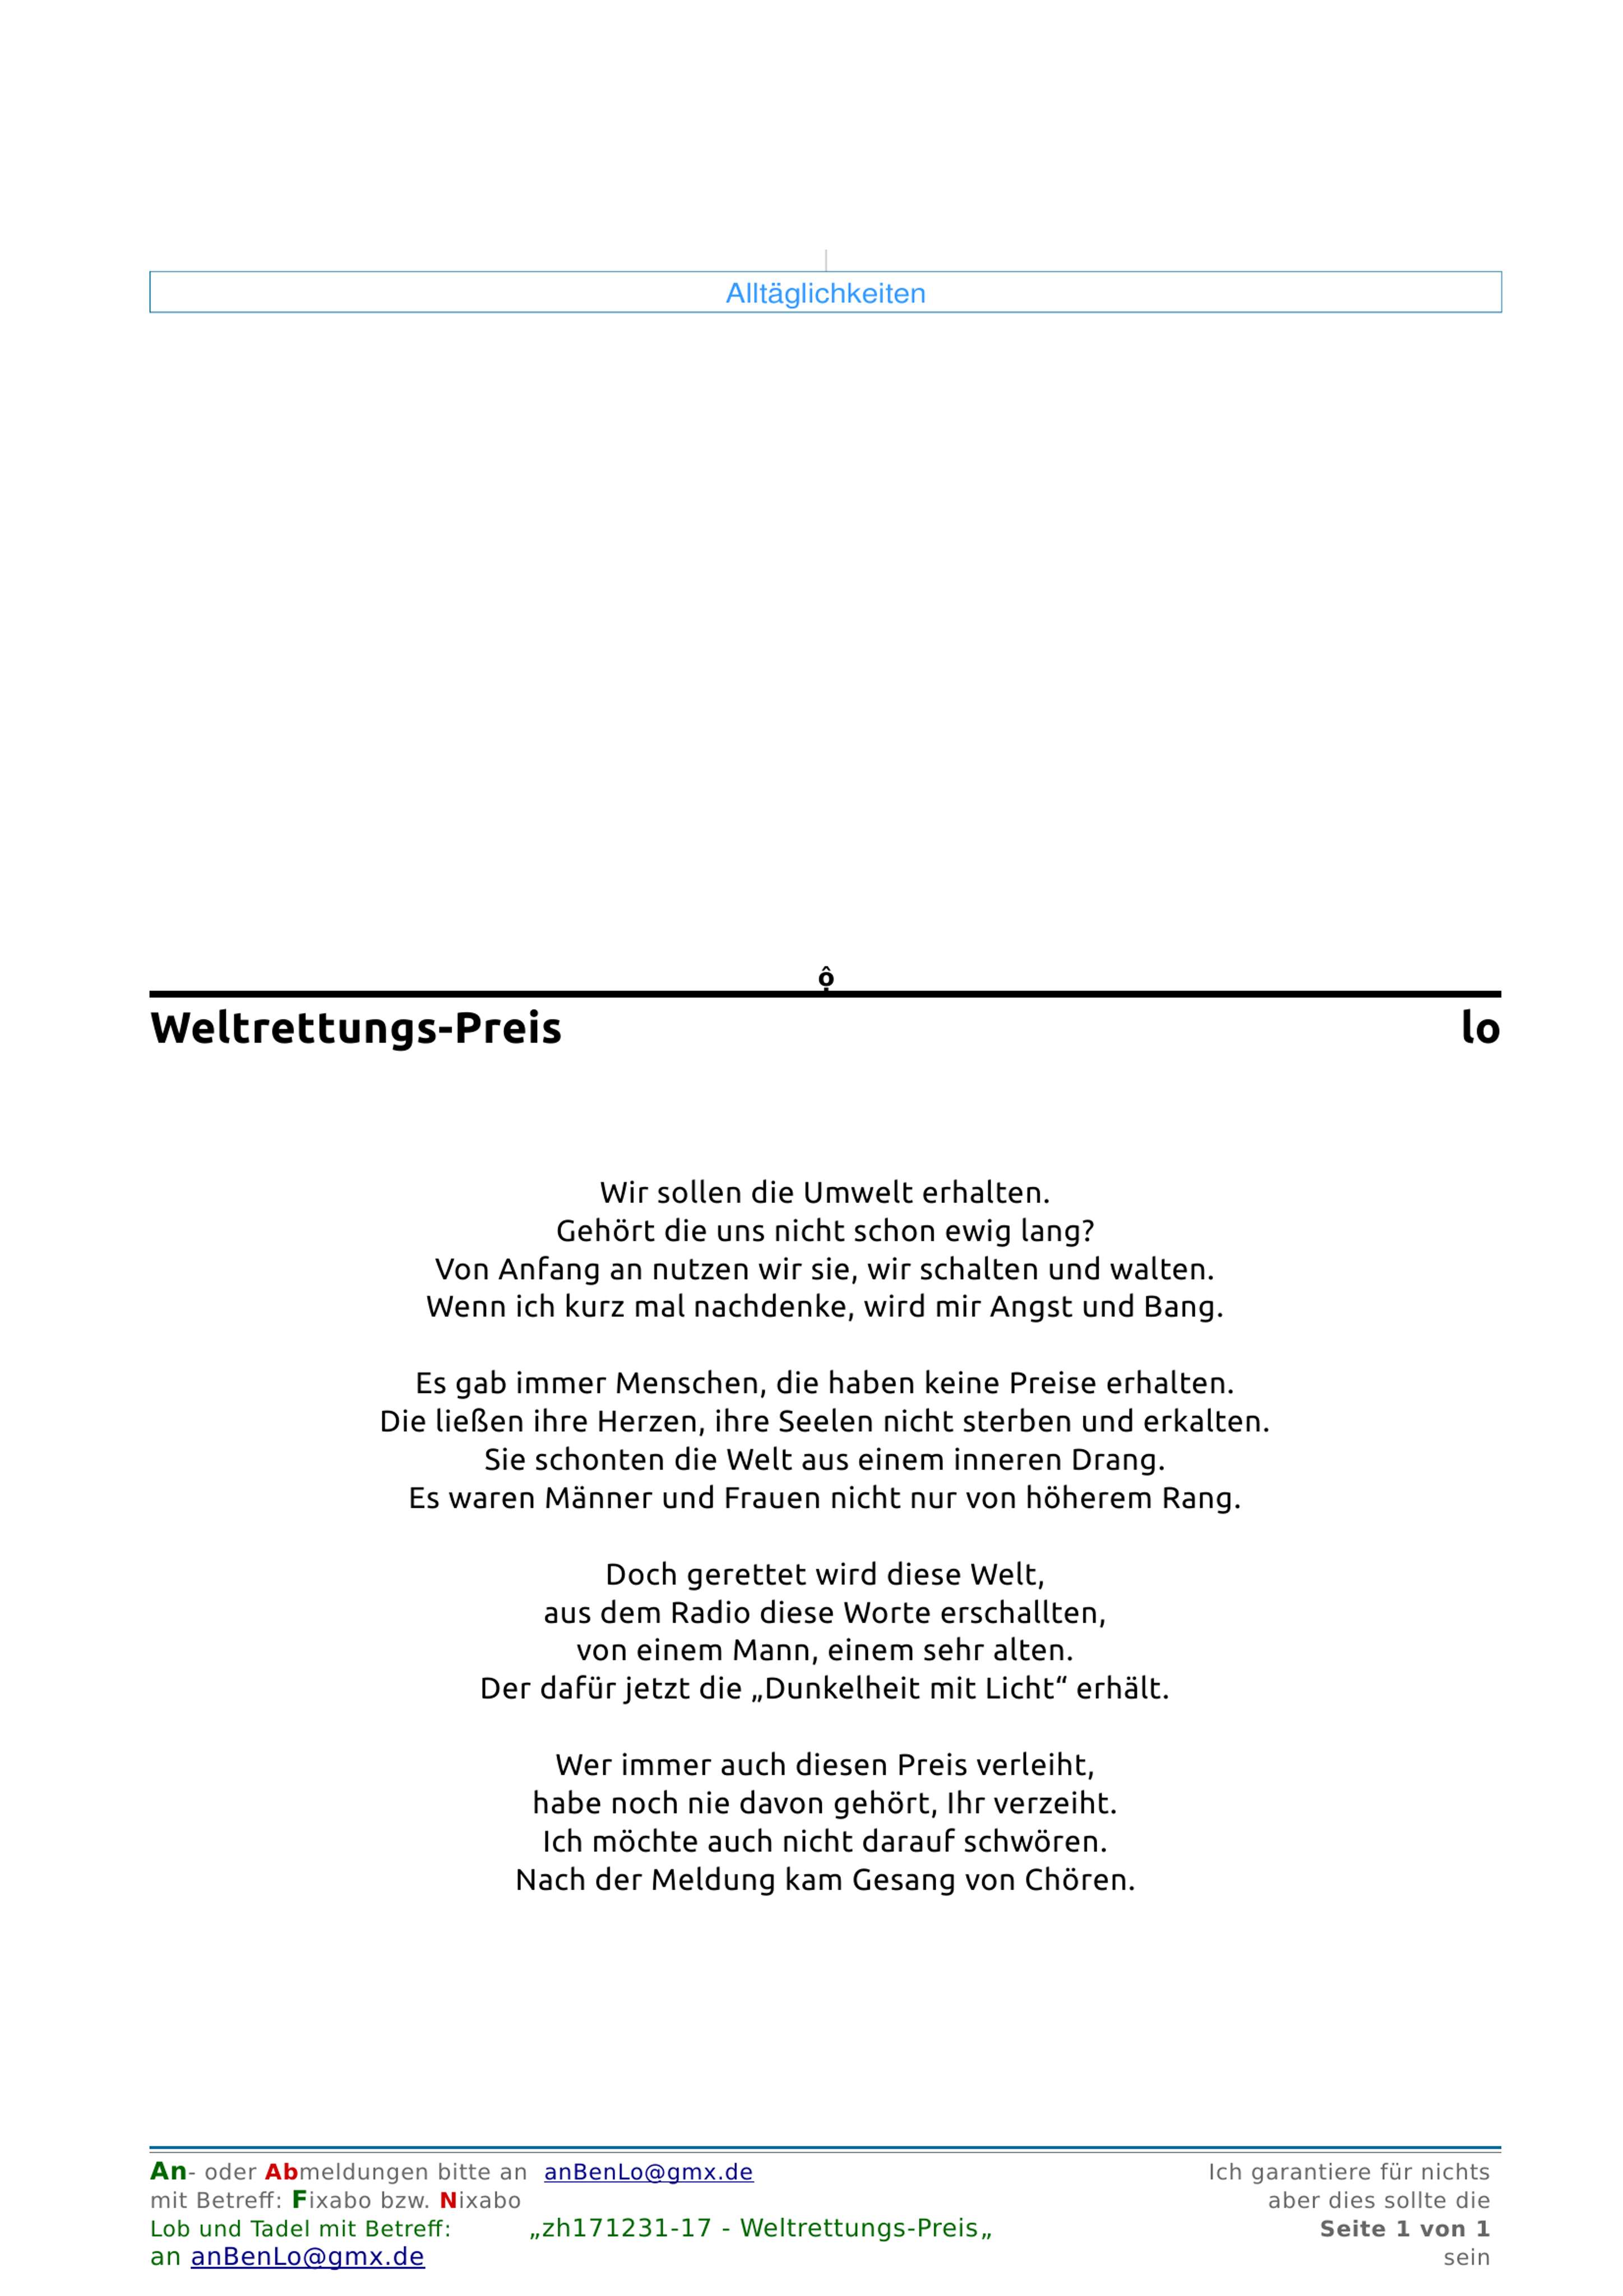 Alltäglichkeiten
ộ
Weltrettungs-Preis lo
Wir sollen die Umwelt erhalten.
Gehört die uns nicht schon ewig lang?
Von Anfang an nutzen wir sie, wir schalten und walten.
Wenn ich kurz mal nachdenke, wird mir Angst und Bang.
Es gab immer Menschen, die haben keine Preise erhalten.
Die ließen ihre Herzen, ihre Seelen nicht sterben und erkalten.
Sie schonten die Welt aus einem inneren Drang.
Es waren Männer und Frauen nicht nur von höherem Rang.
Doch gerettet wird diese Welt,
aus dem Radio diese Worte erschallten,
von einem Mann, einem sehr alten.
Der dafür jetzt die „Dunkelheit mit Licht“ erhält.
Wer immer auch diesen Preis verleiht,
habe noch nie davon gehört, Ihr verzeiht.
Ich möchte auch nicht darauf schwören.
Nach der Meldung kam Gesang von Chören.
An- oder Abmeldungen bitte an anBenLo@gmx.de
mit Betreff: Fixabo bzw. Nixabo
Lob und Tadel mit Betreff: „zh171231-17 - Weltrettungs-Preis„
an anBenLo@gmx.de
Ich garantiere für nichts
aber dies sollte die
Seite 1 von 1
sein